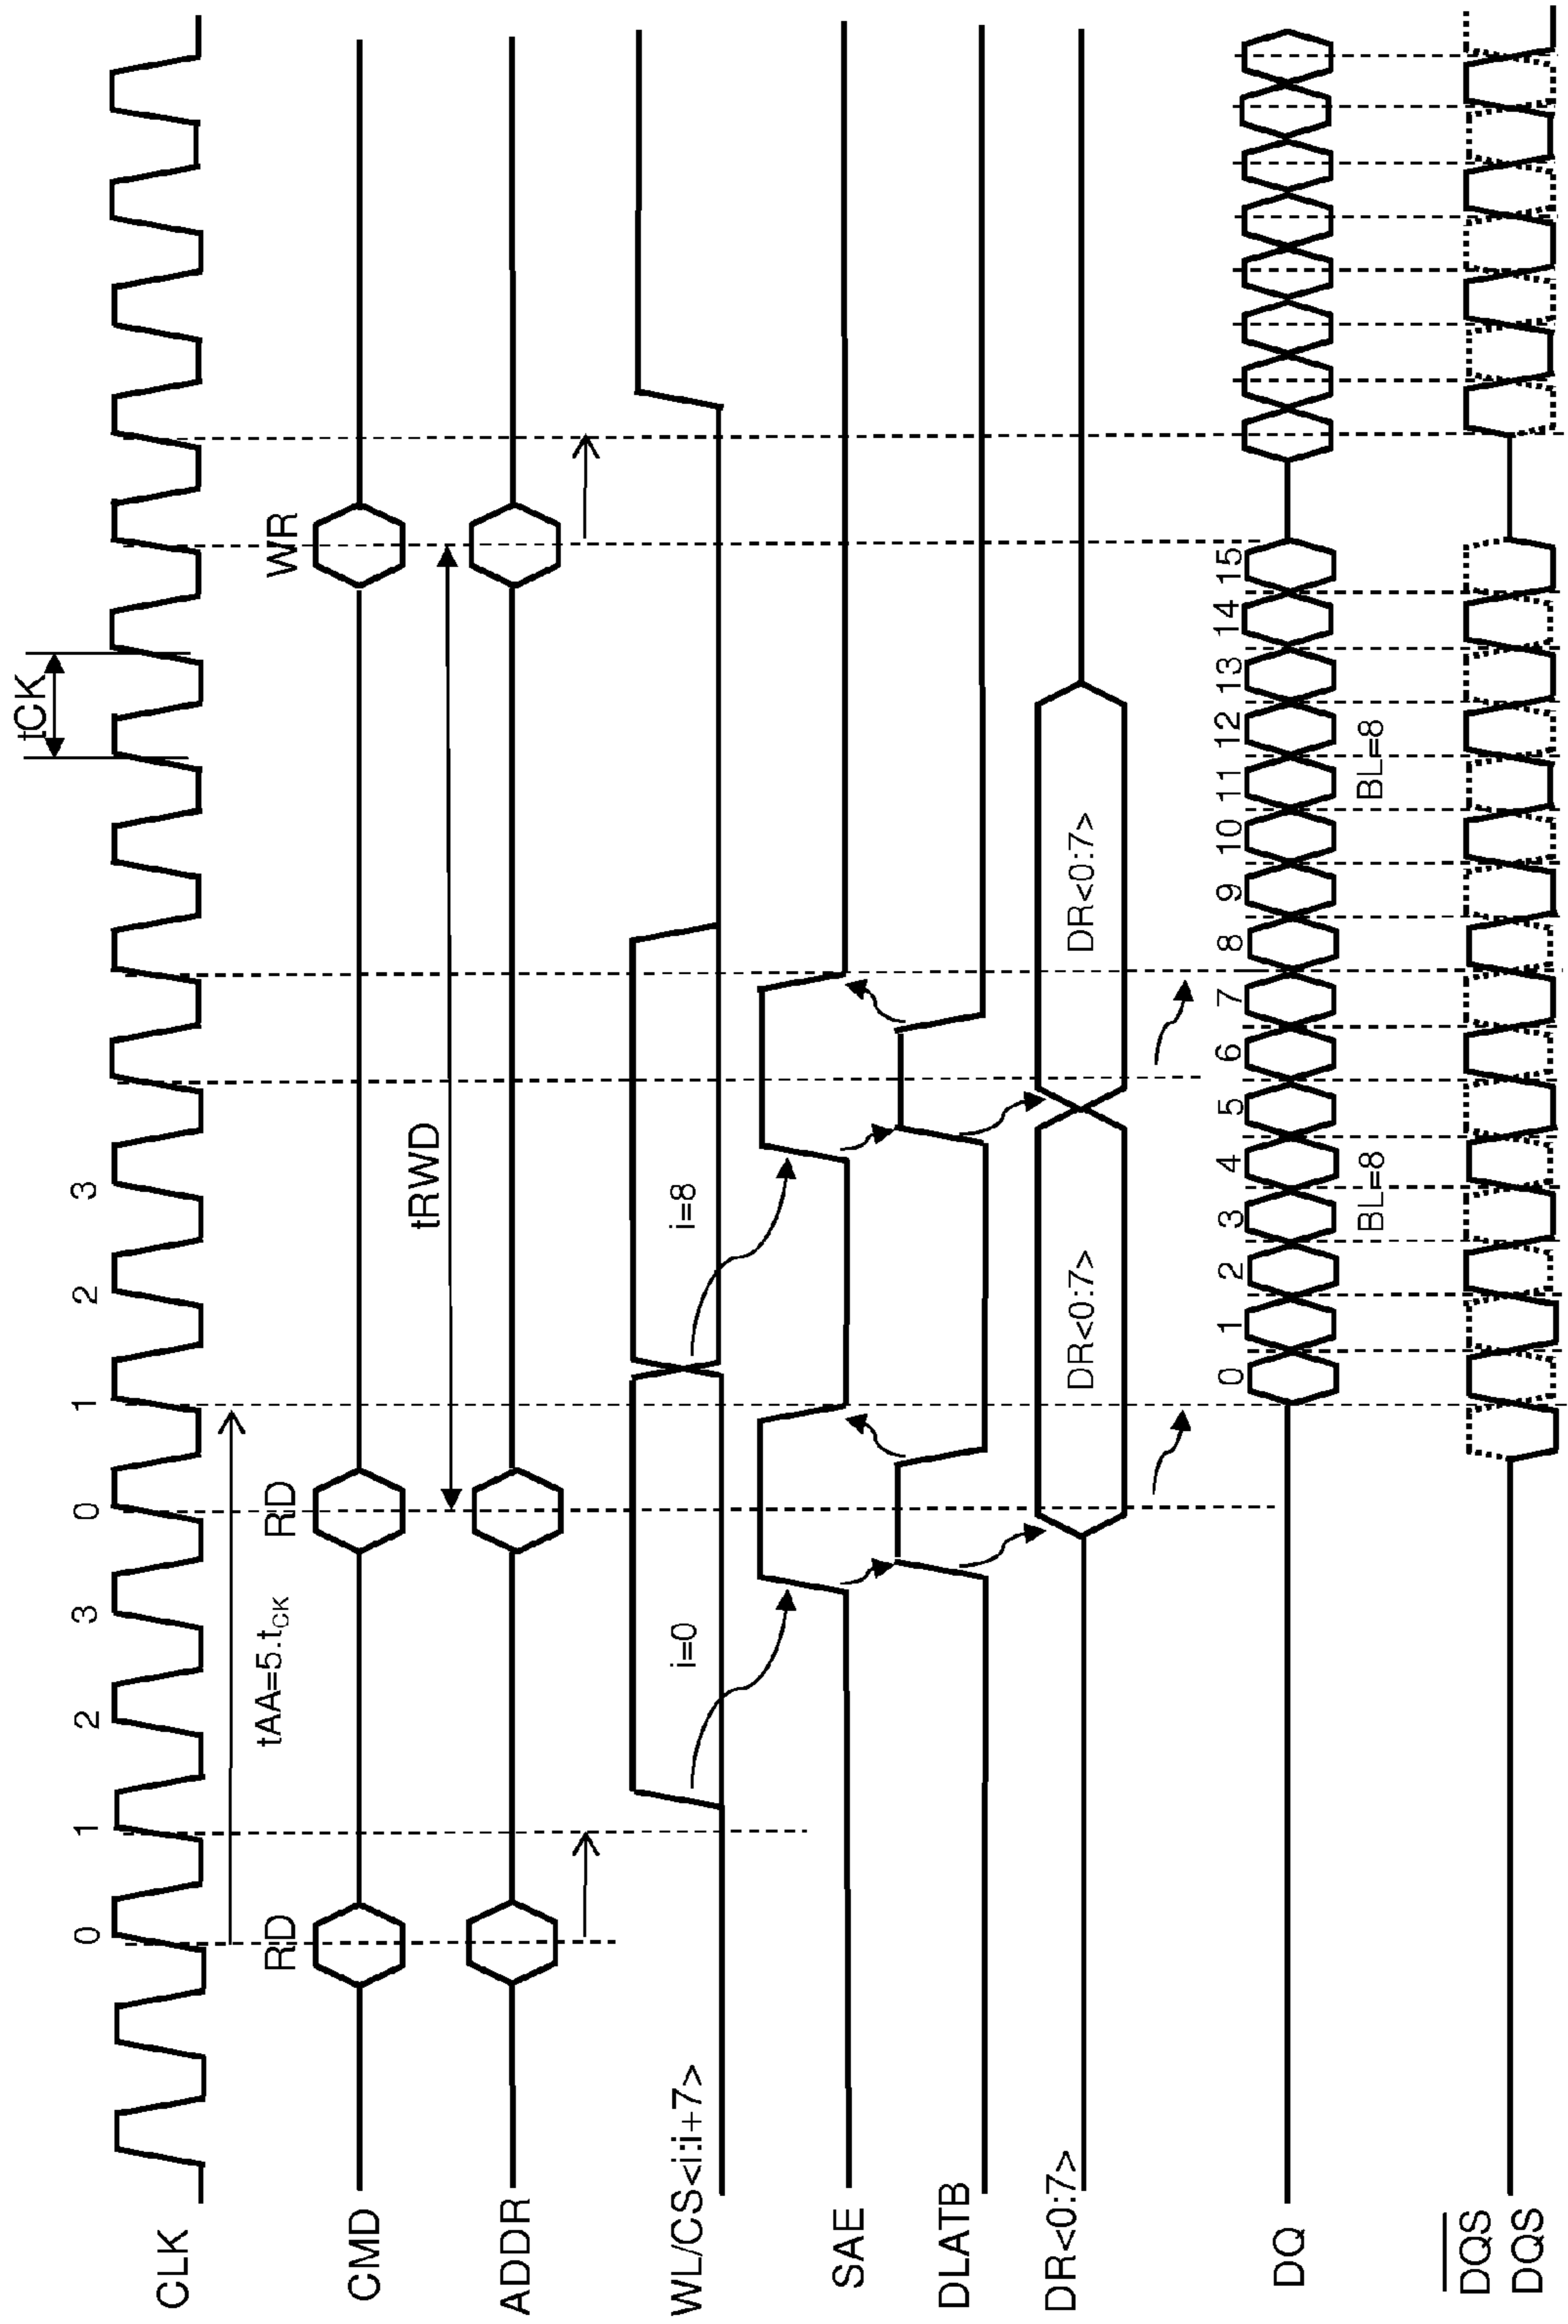 tCK
0 1 2 3 0 1 2 3
CLK
tAA=5.tCK
RD RD WR
CMD
tRWD
ADDR
WL/CS<i:i+7>
i=0 i=8
SAE
DLATB
DR<0:7>
DR<0:7> DR<0:7>
0 1 2 3 4 5 6 7 8 9 10 11 12 13 14 15
DQ
BL=8 BL=8
DQS
DQS